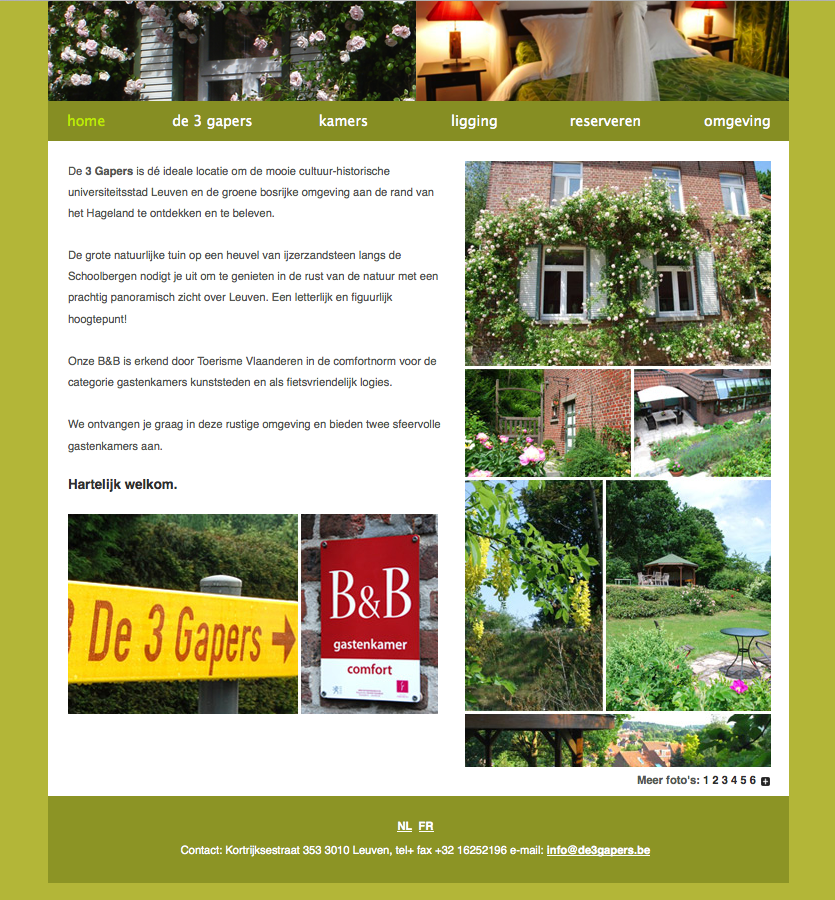 home de 3 gapers kamers ligging reserveren omgeving
De 3 Gapers is dé ideale locatie om de mooie cultuur-historische
universiteitsstad Leuven en de groene bosrijke omgeving aan de rand van
het Hageland te ontdekken en te beleven.
De grote natuurlijke tuin op een heuvel van ijzerzandsteen langs de
Schoolbergen nodigt je uit om te genieten in de rust van de natuur met een
prachtig panoramisch zicht over Leuven. Een letterlijk en figuurlijk
hoogtepunt!
Onze B&B is erkend door Toerisme Vlaanderen in de comfortnorm voor de
categorie gastenkamers kunststeden en als fietsvriendelijk logies.
We ontvangen je graag in deze rustige omgeving en bieden twee sfeervolle
gastenkamers aan.
Hartelijk welkom.
De 3 Gapers
B&B
gastenkamer
comfort
Meer foto's: 1 2 3 4 5 6
NL FR
Contact: Kortrijksestraat 353 3010 Leuven, tel+ fax +32 16252196 e-mail: info@de3gapers.be